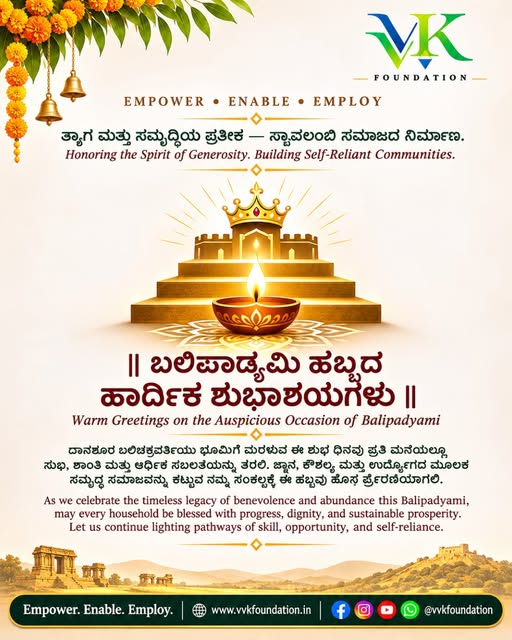 VVK
FOUNDATION
EMPOWER • ENABLE • EMPLOY
ತ್ಯಾಗ ಮತ್ತು ಸಮೃದ್ಧಿಯ ಪ್ರತೀಕ — ಸ್ವಾವಲಂಬಿ ಸಮಾಜದ ನಿರ್ಮಾಣ.
Honoring the Spirit of Generosity. Building Self-Reliant Communities.
|| ಬಲಿಪಾಡ್ಯಮಿ ಹಬ್ಬದ
ಹಾರ್ದಿಕ ಶುಭಾಶಯಗಳು ||
Warm Greetings on the Auspicious Occasion of Balipadyami
ದಾನಶೂರ ಬಲಿಚಕ್ರವರ್ತಿಯು ಭೂಮಿಗೆ ಮರಳುವ ಈ ಶುಭ ದಿನವು ಪ್ರತಿ ಮನೆಯಲ್ಲೂ
ಸುಖ, ಶಾಂತಿ ಮತ್ತು ಆರ್ಥಿಕ ಸಬಲತೆಯನ್ನು ತರಲಿ. ಜ್ಞಾನ, ಕೌಶಲ್ಯ ಮತ್ತು ಉದ್ಯೋಗದ ಮೂಲಕ
ಸಮೃದ್ಧ ಸಮಾಜವನ್ನು ಕಟ್ಟುವ ನಮ್ಮ ಸಂಕಲ್ಪಕ್ಕೆ ಈ ಹಬ್ಬವು ಹೊಸ ಪ್ರೇರಣೆಯಾಗಲಿ.
As we celebrate the timeless legacy of benevolence and abundance this Balipadyami,
may every household be blessed with progress, dignity, and sustainable prosperity.
Let us continue lighting pathways of skill, opportunity, and self-reliance.
Empower. Enable. Employ. | www.vvkfoundation.in | @vvkfoundation